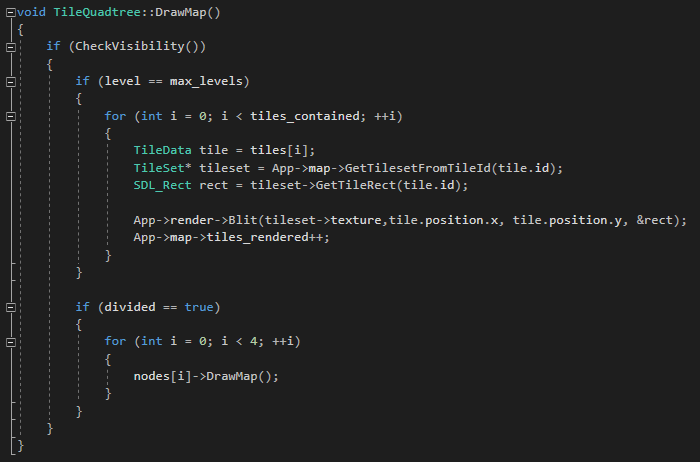 void TileQuadtree::DrawMap()
{
    if (CheckVisibility())
    {
        if (level == max_levels)
        {
            for (int i = 0; i < tiles_contained; ++i)
            {
                TileData tile = tiles[i];
                TileSet* tileset = App->map->GetTilesetFromTileId(tile.id);
                SDL_Rect rect = tileset->GetTileRect(tile.id);

                App->render->Blit(tileset->texture,tile.position.x, tile.position.y, &rect);
                App->map->tiles_rendered++;
            }
        }

        if (divided == true)
        {
            for (int i = 0; i < 4; ++i)
            {
                nodes[i]->DrawMap();
            }
        }
    }
}